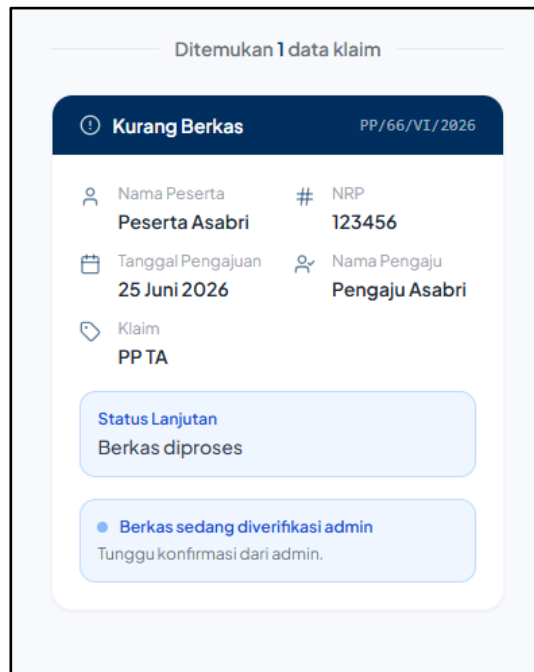 Ditemukan 1 data klaim
Kurang Berkas PP/66/VI/2026
Nama Peserta
Peserta Asabri
NRP
123456
Tanggal Pengajuan
25 Juni 2026
Nama Pengaju
Pengaju Asabri
Klaim
PP TA
Status Lanjutan
Berkas diproses
Berkas sedang diverifikasi admin
Tunggu konfirmasi dari admin.